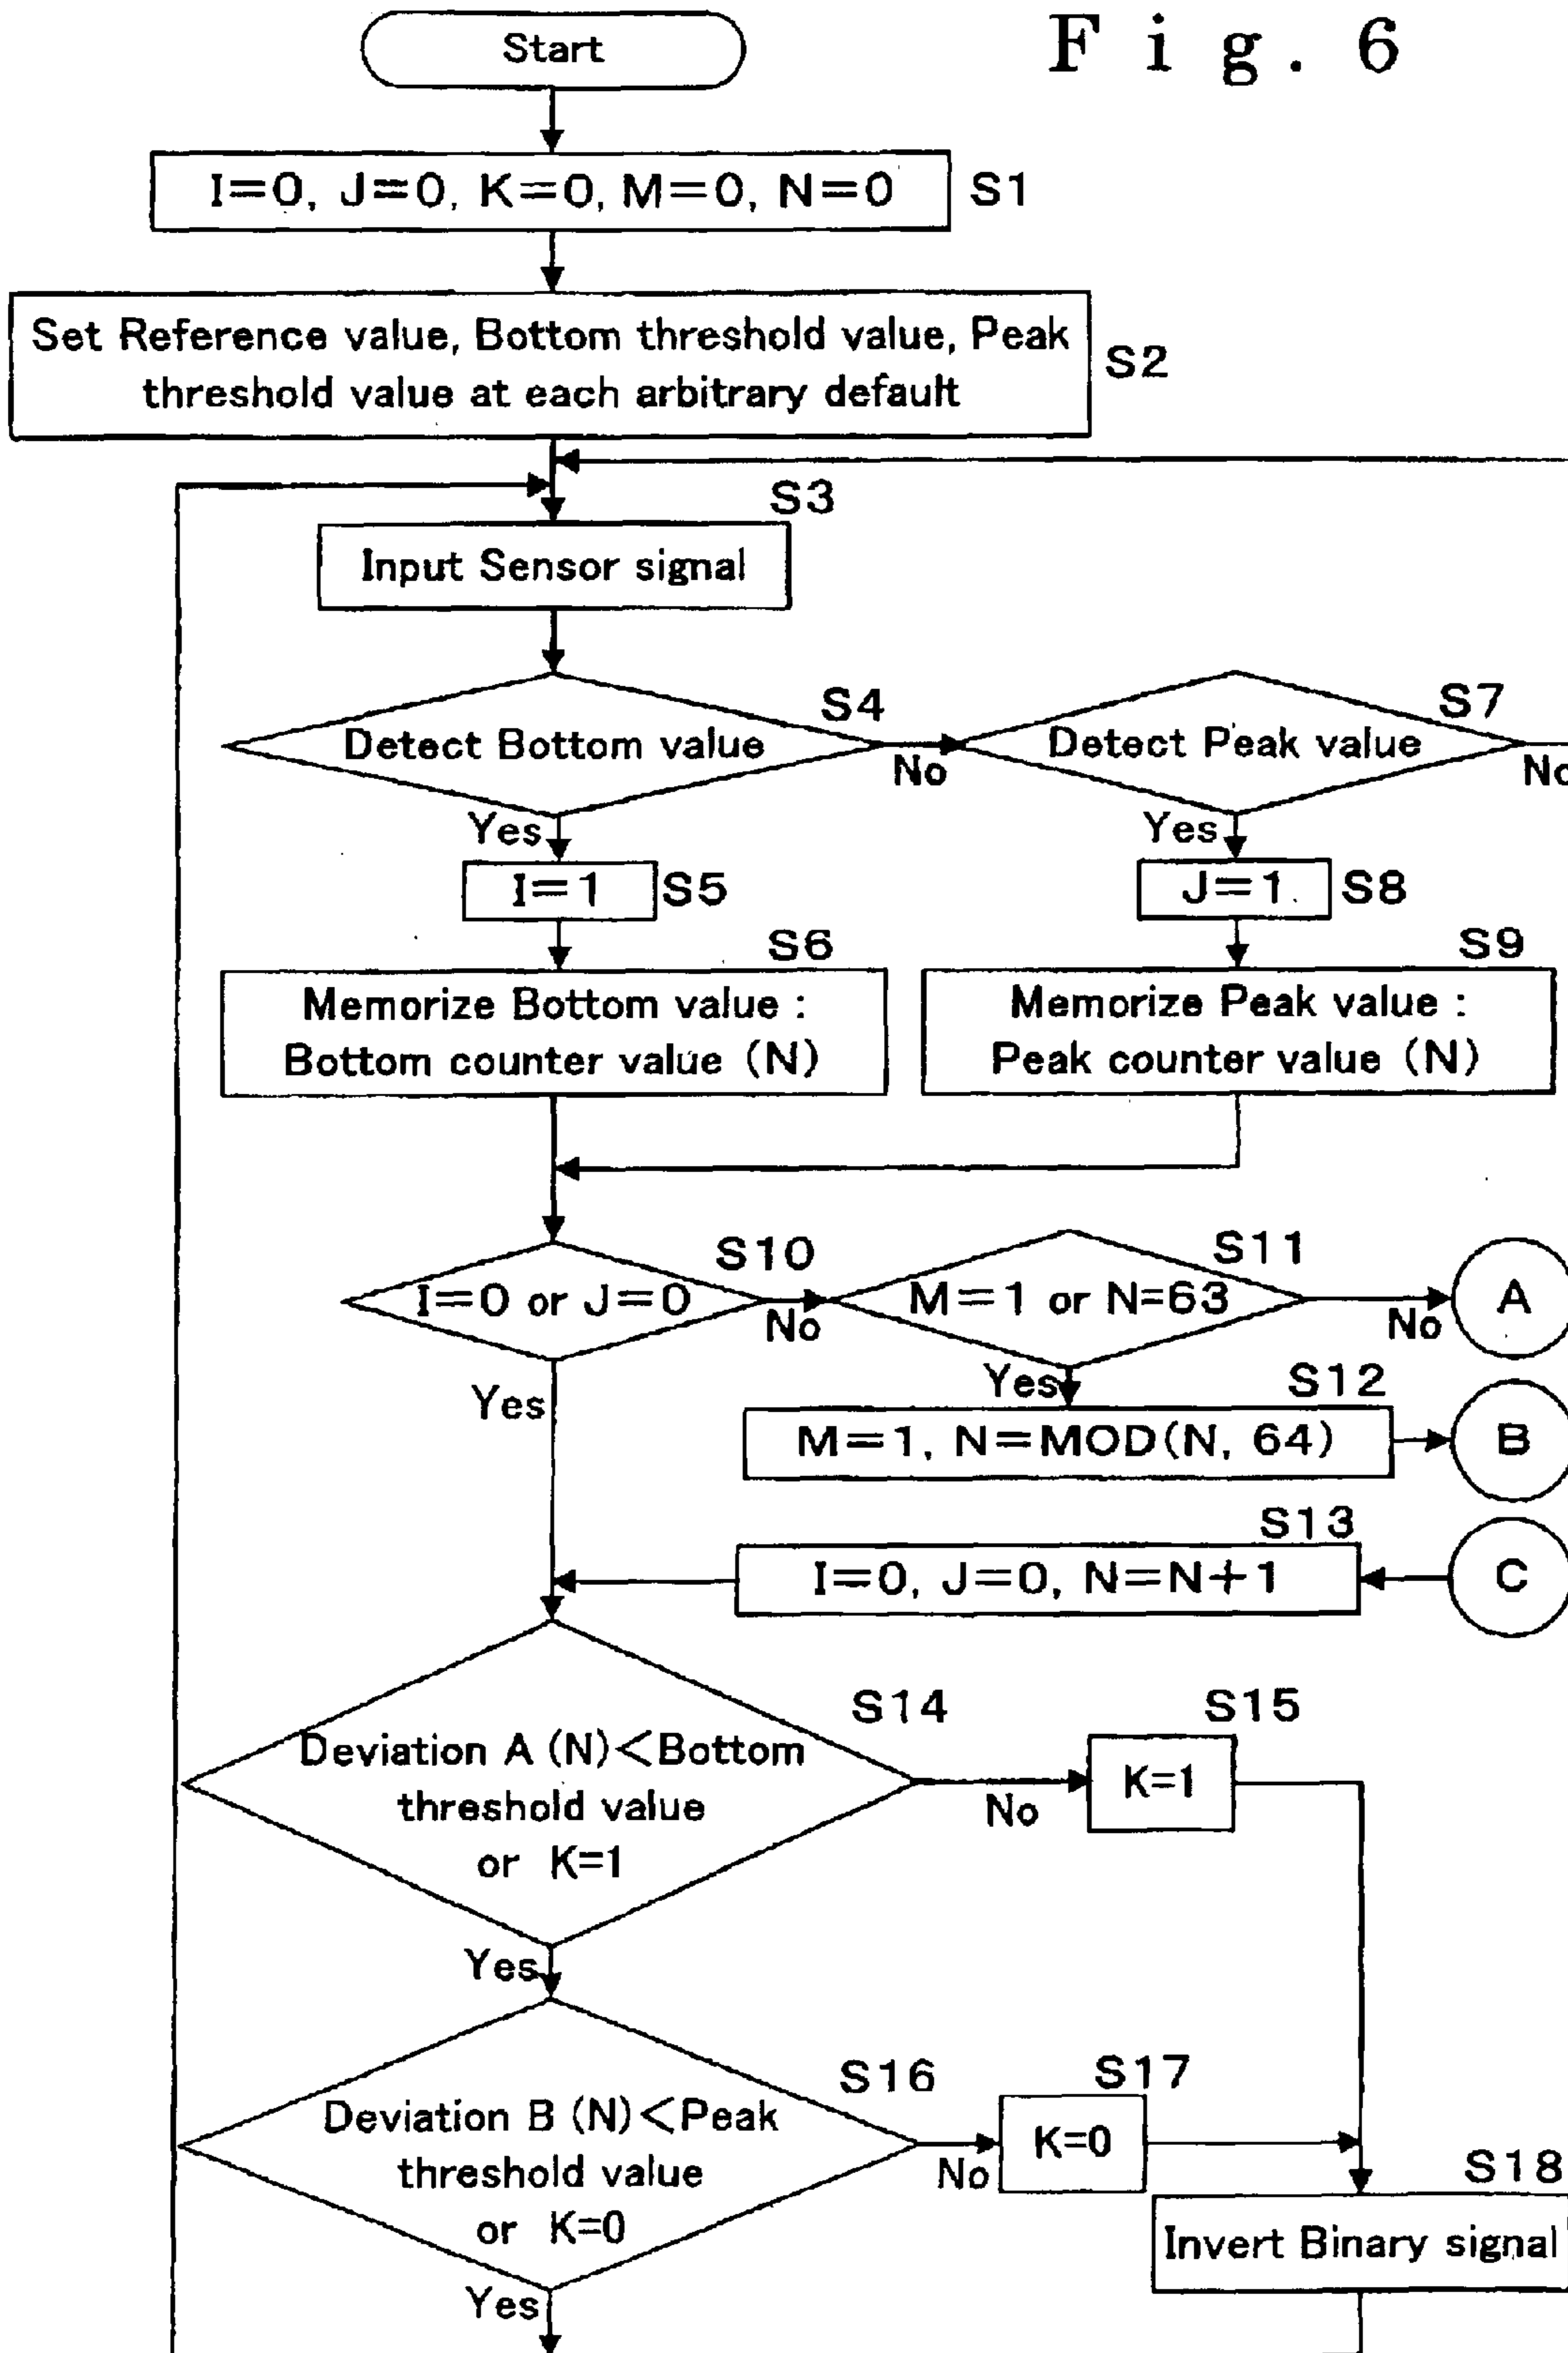 Fig. 6
Start
I=0, J=0, K=0, M=0, N=0
S1
Set Reference value, Bottom threshold value, Peak
threshold value at each arbitrary default
S2
S3
Input Sensor signal
S4
Detect Bottom value
No
S7
Detect Peak value
No
Yes
I=1
S5
Yes
J=1
S8
S6
Memorize Bottom value :
Bottom counter value (N)
S9
Memorize Peak value :
Peak counter value (N)
S10
I=0 or J=0
No
S11
M=1 or N=63
No
A
Yes
Yes
S12
M=1, N=MOD(N, 64)
B
S13
I=0, J=0, N=N+1
C
S14
Deviation A (N)<Bottom
threshold value
or K=1
No
S15
K=1
Yes
S16
Deviation B (N)<Peak
threshold value
or K=0
No
S17
K=0
S18
Invert Binary signal
Yes